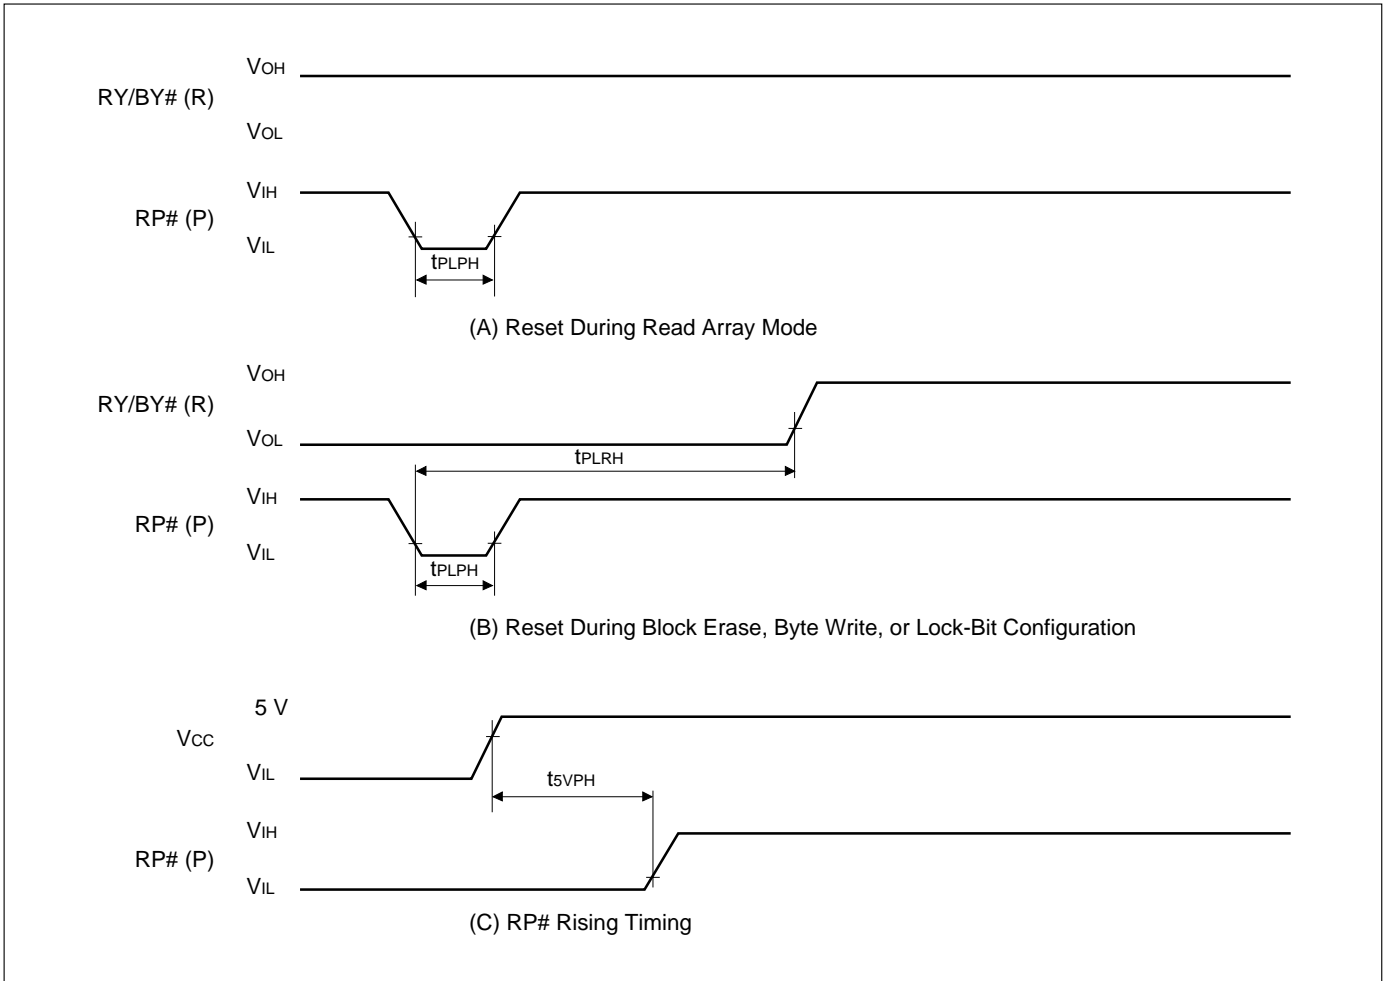 VOH
RY/BY# (R)
VOL
VIH
RP# (P)
VIL
tPLPH
(A) Reset During Read Array Mode
VOH
RY/BY# (R)
VOL
tPLRH
VIH
RP# (P)
VIL
tPLPH
(B) Reset During Block Erase, Byte Write, or Lock-Bit Configuration
5 V
VCC
VIL
t5VPH
VIH
RP# (P)
VIL
(C) RP# Rising Timing